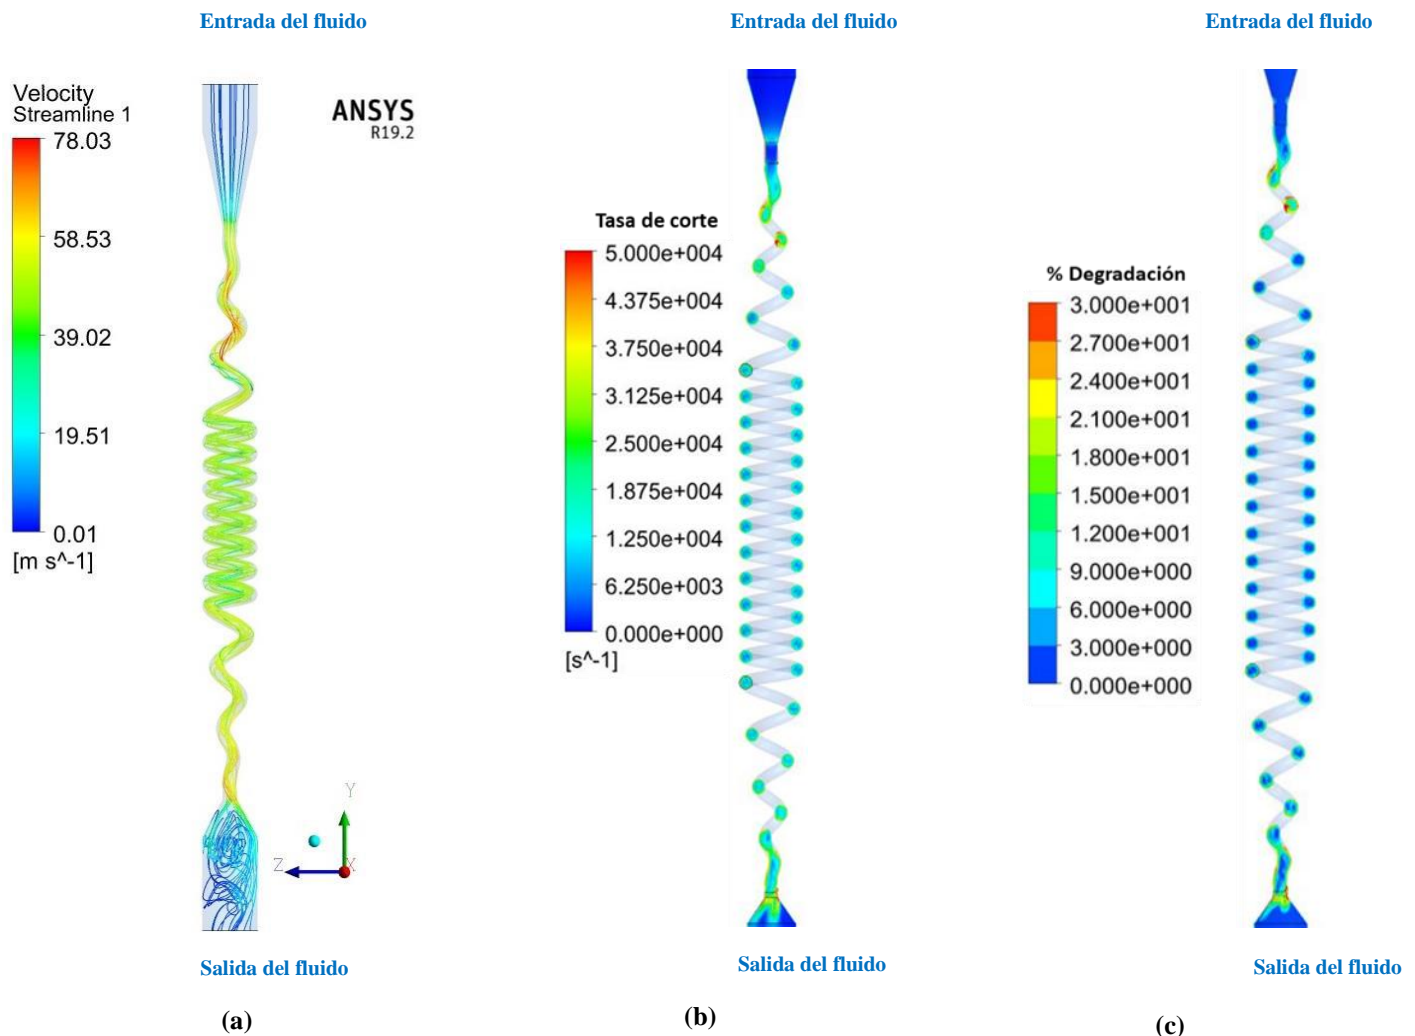 Entrada del fluido
Entrada del fluido
Entrada del fluido
Velocity
Streamline 1
78.03
58.53
39.02
19.51
0.01
[m s^-1]
ANSYS
R19.2
Y
Z
X
Salida del fluido
(a)
Tasa de corte
5.000e+004
4.375e+004
3.750e+004
3.125e+004
2.500e+004
1.875e+004
1.250e+004
6.250e+003
0.000e+000
[s^-1]
Salida del fluido
(b)
% Degradación
3.000e+001
2.700e+001
2.400e+001
2.100e+001
1.800e+001
1.500e+001
1.200e+001
9.000e+000
6.000e+000
3.000e+000
0.000e+000
Salida del fluido
(c)